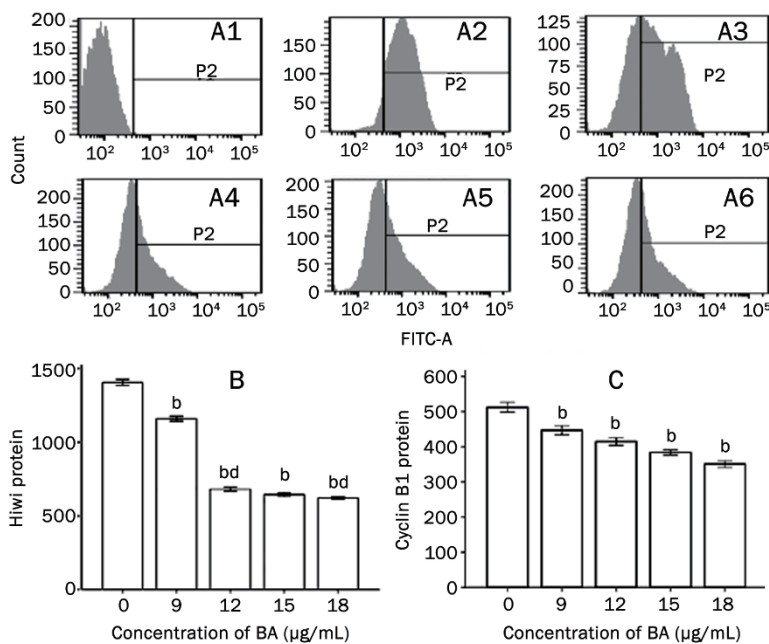 A1
200
150
100
50
0
P2
10² 10³ 10⁴ 10⁵
A2
150
100
50
0
P2
10² 10³ 10⁴ 10⁵
A3
125
100
75
50
25
0
P2
10² 10³ 10⁴ 10⁵
Count
A4
200
150
100
50
0
P2
10² 10³ 10⁴ 10⁵
A5
200
150
100
50
0
P2
10² 10³ 10⁴ 10⁵
A6
200
150
100
50
0
P2
10² 10³ 10⁴ 10⁵
FITC-A
B
Hiwi protein
1500
1000
500
0
b
bd
b
bd
0 9 12 15 18
Concentration of BA (µg/mL)
C
Cyclin B1 protein
600
500
400
300
200
100
0
b
b
b
b
0 9 12 15 18
Concentration of BA (µg/mL)